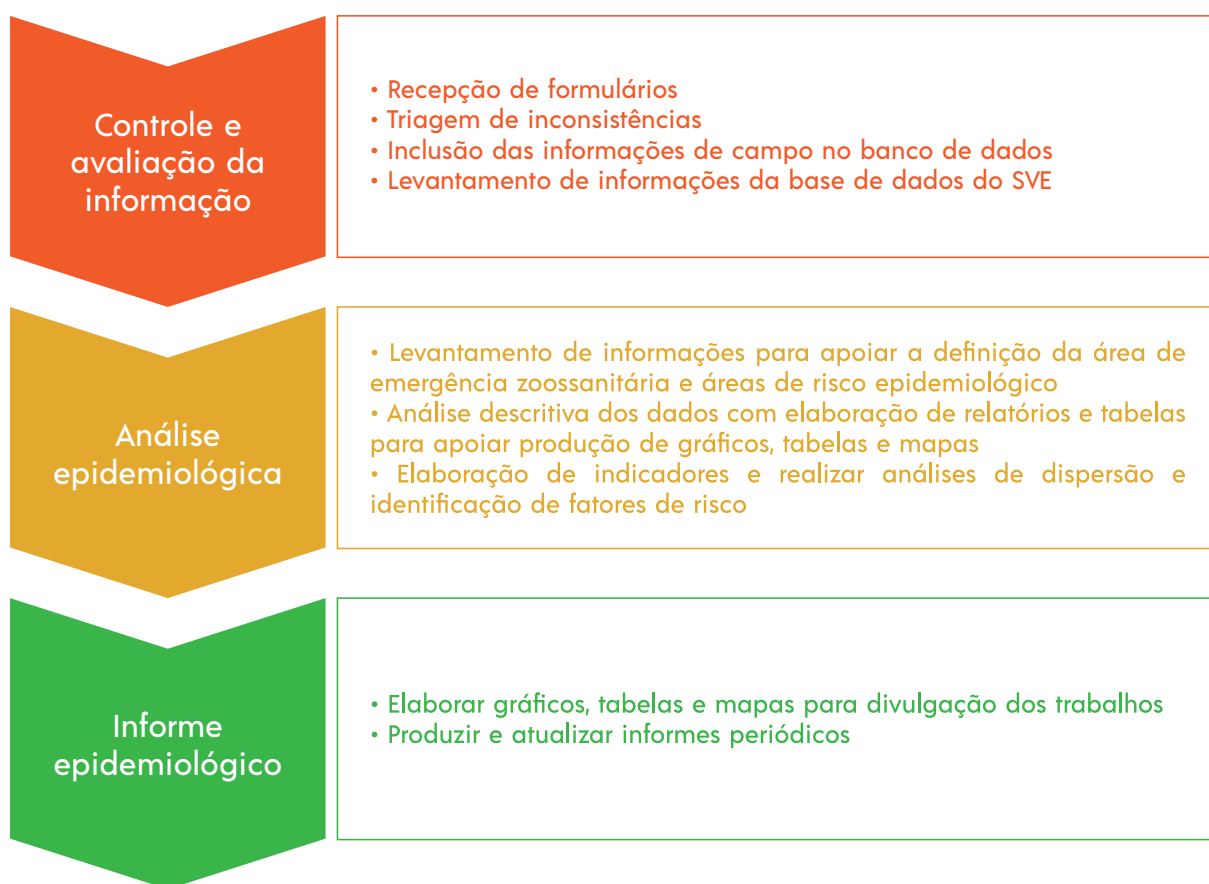 Controle e
avaliação da
informação
• Recepção de formulários
• Triagem de inconsistências
• Inclusão das informações de campo no banco de dados
• Levantamento de informações da base de dados do SVE
Análise
epidemiológica
• Levantamento de informações para apoiar a definição da área de
emergência zoossanitária e áreas de risco epidemiológico
• Análise descritiva dos dados com elaboração de relatórios e tabelas
para apoiar produção de gráficos, tabelas e mapas
• Elaboração de indicadores e realizar análises de dispersão e
identificação de fatores de risco
Informe
epidemiológico
• Elaborar gráficos, tabelas e mapas para divulgação dos trabalhos
• Produzir e atualizar informes periódicos